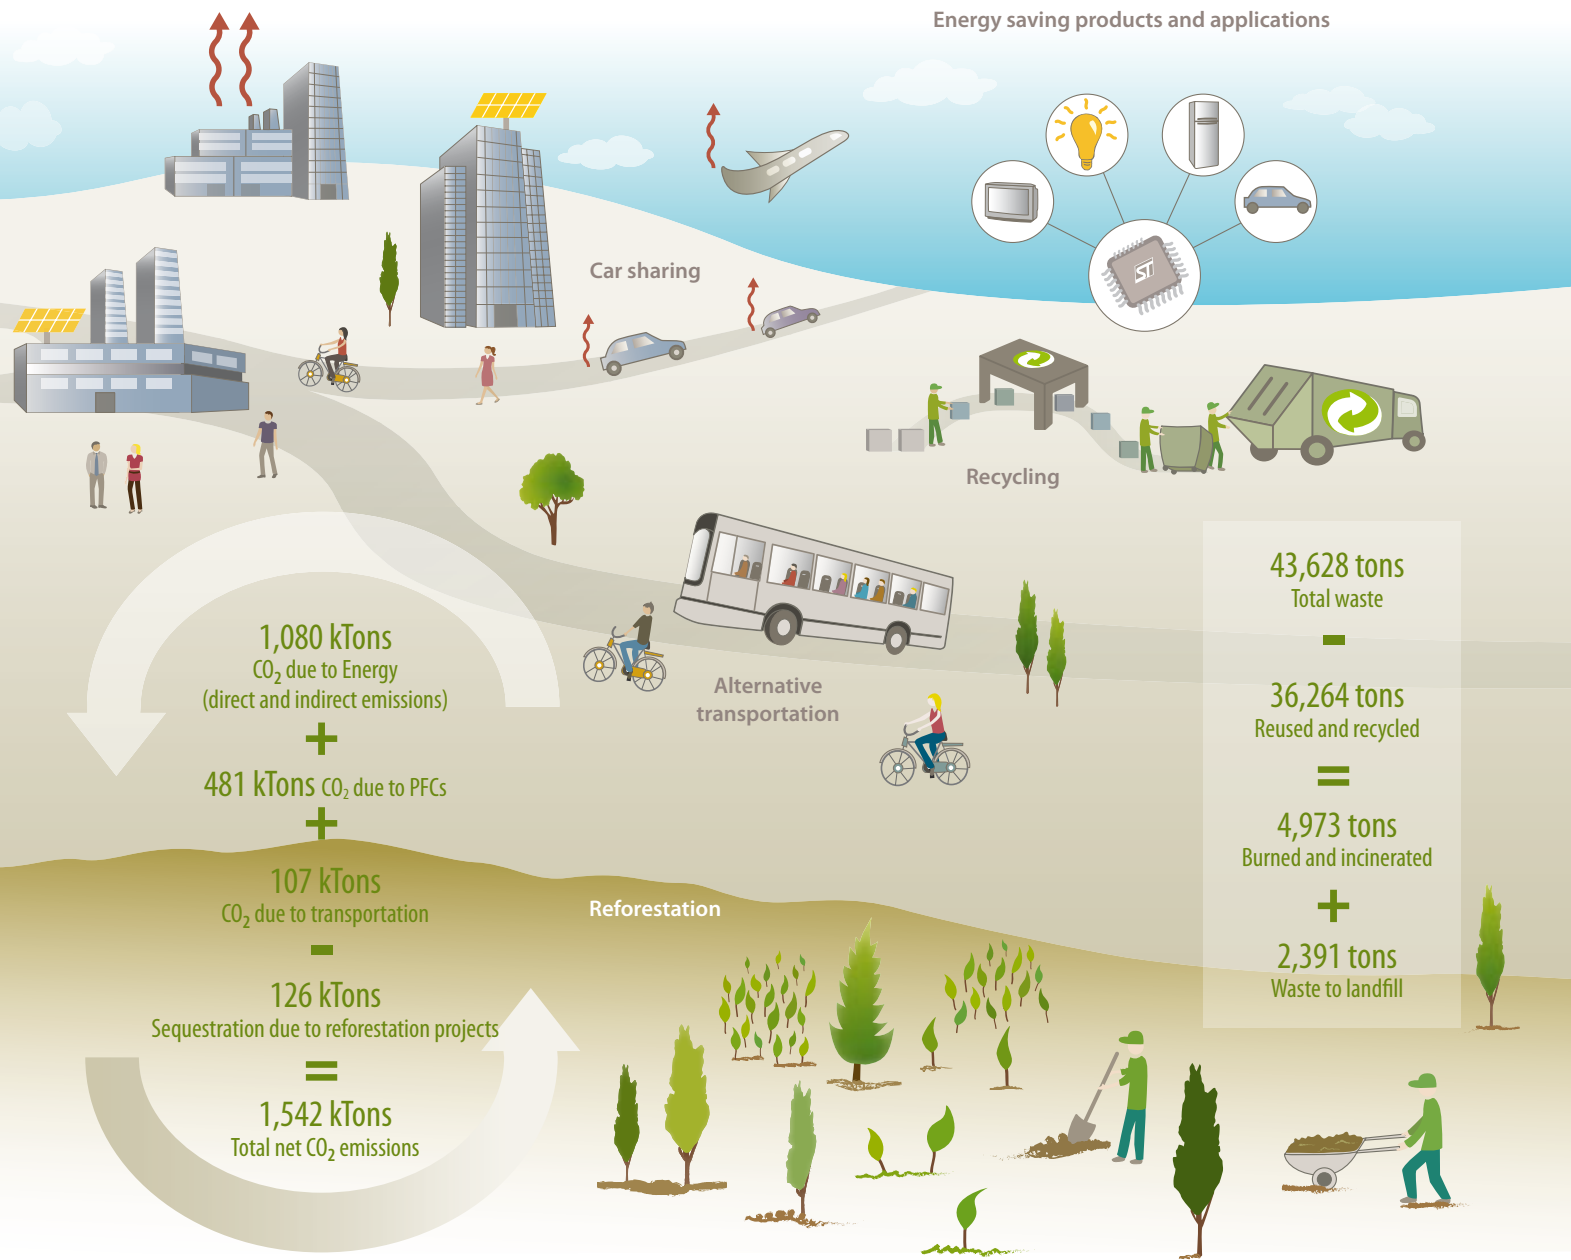 Energy saving products and applications
ST
Car sharing
Recycling
Alternative
transportation
1,080 kTons
CO₂ due to Energy
(direct and indirect emissions)
+
481 kTons CO₂ due to PFCs
+
107 kTons
CO₂ due to transportation
-
126 kTons
Sequestration due to reforestation projects
=
1,542 kTons
Total net CO₂ emissions
43,628 tons
Total waste
-
36,264 tons
Reused and recycled
=
4,973 tons
Burned and incinerated
+
2,391 tons
Waste to landfill
Reforestation